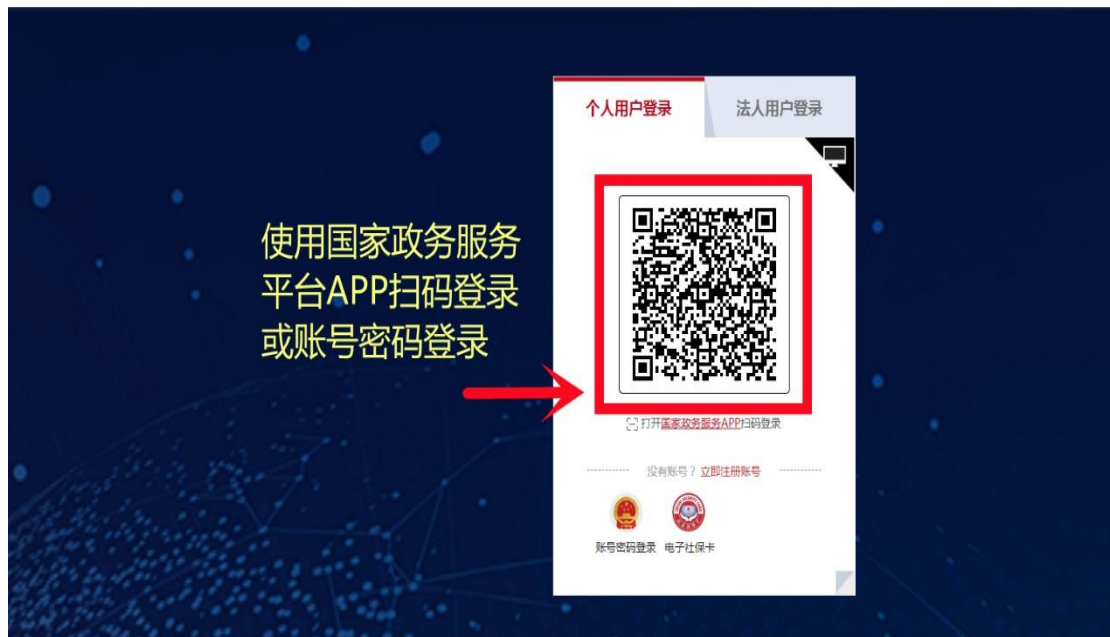 个人用户登录
法人用户登录
使用国家政务服务
平台APP扫码登录
或账号密码登录
打开国家政务服务APP扫码登录
没有账号？立即注册账号
账号密码登录
电子社保卡